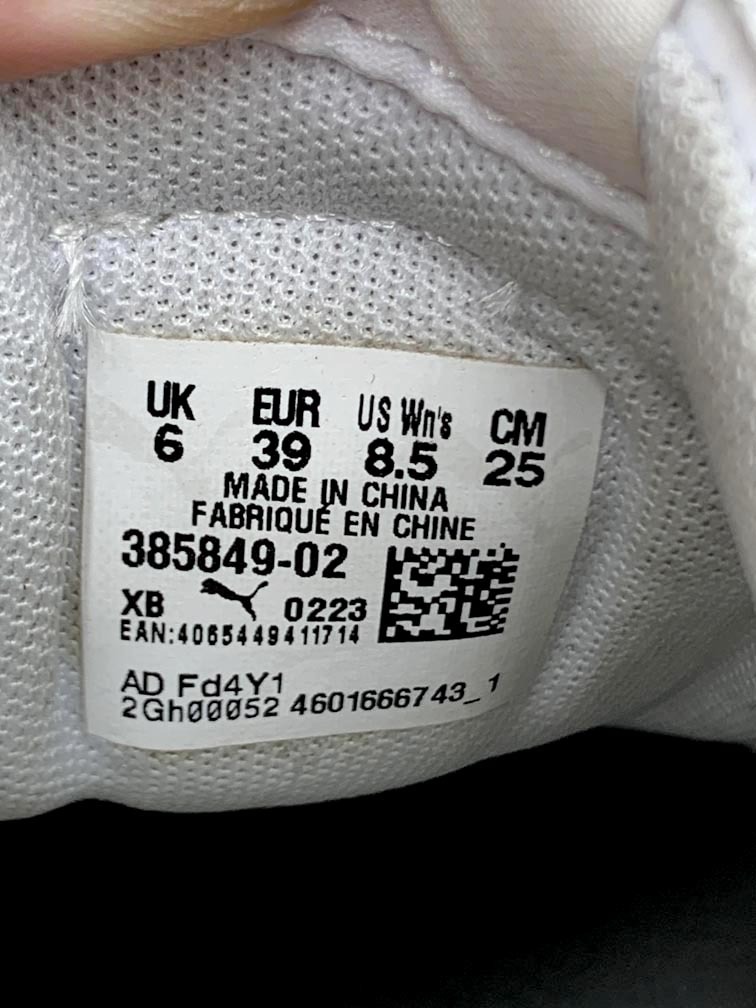 UK EUR US Wn's CM
6 39 8.5 25
MADE IN CHINA
FABRIQUÉ EN CHINE
385849-02
XB 0223
EAN:4065449411714
AD Fd4Y1
2Gh00052 4601666743_1